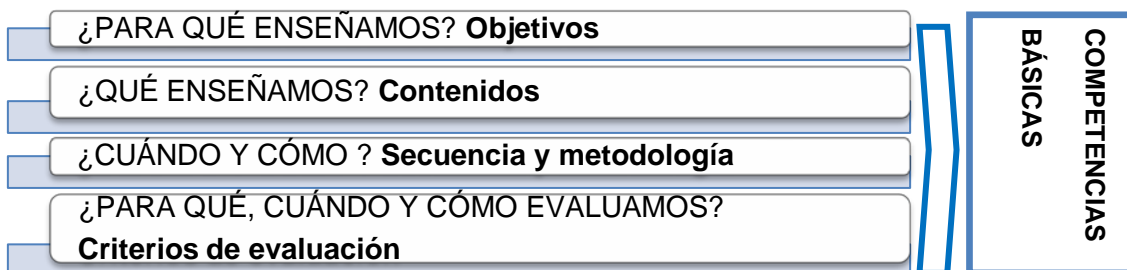 ¿PARA QUÉ ENSEÑAMOS? Objetivos
¿QUÉ ENSEÑAMOS? Contenidos
¿CUÁNDO Y CÓMO ? Secuencia y metodología
¿PARA QUÉ, CUÁNDO Y CÓMO EVALUAMOS?
Criterios de evaluación
COMPETENCIAS
BÁSICAS